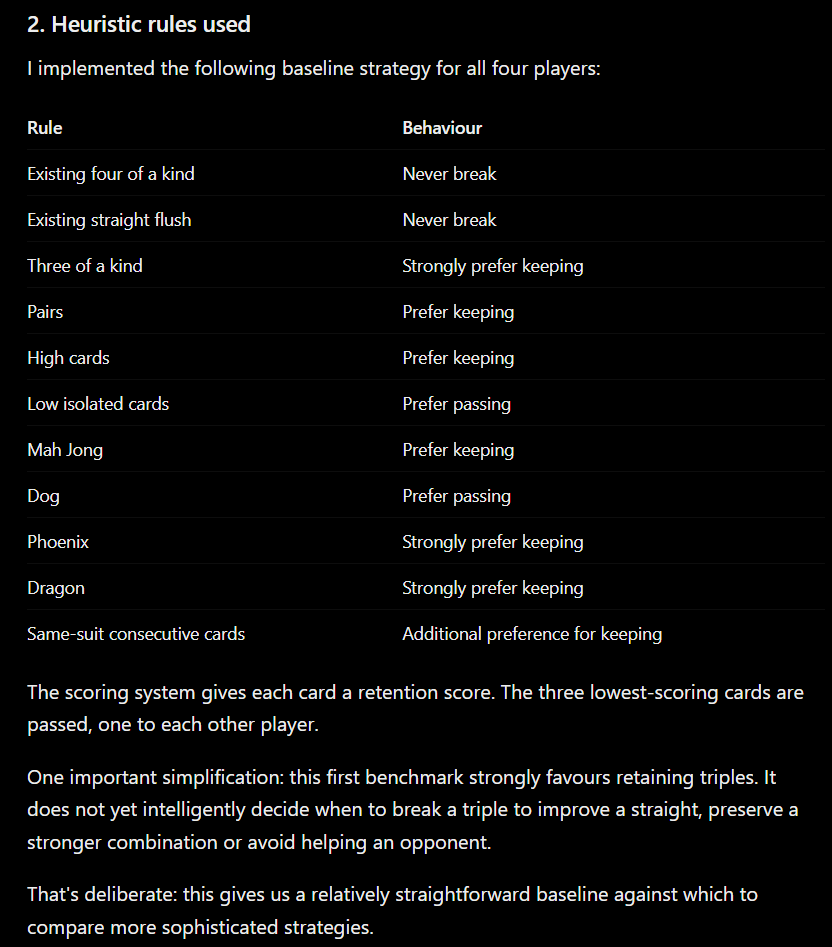 2. Heuristic rules used
I implemented the following baseline strategy for all four players:
Rule Behaviour
Existing four of a kind Never break
Existing straight flush Never break
Three of a kind Strongly prefer keeping
Pairs Prefer keeping
High cards Prefer keeping
Low isolated cards Prefer passing
Mah Jong Prefer keeping
Dog Prefer passing
Phoenix Strongly prefer keeping
Dragon Strongly prefer keeping
Same-suit consecutive cards Additional preference for keeping
The scoring system gives each card a retention score. The three lowest-scoring cards are
passed, one to each other player.
One important simplification: this first benchmark strongly favours retaining triples. It
does not yet intelligently decide when to break a triple to improve a straight, preserve a
stronger combination or avoid helping an opponent.
That's deliberate: this gives us a relatively straightforward baseline against which to
compare more sophisticated strategies.